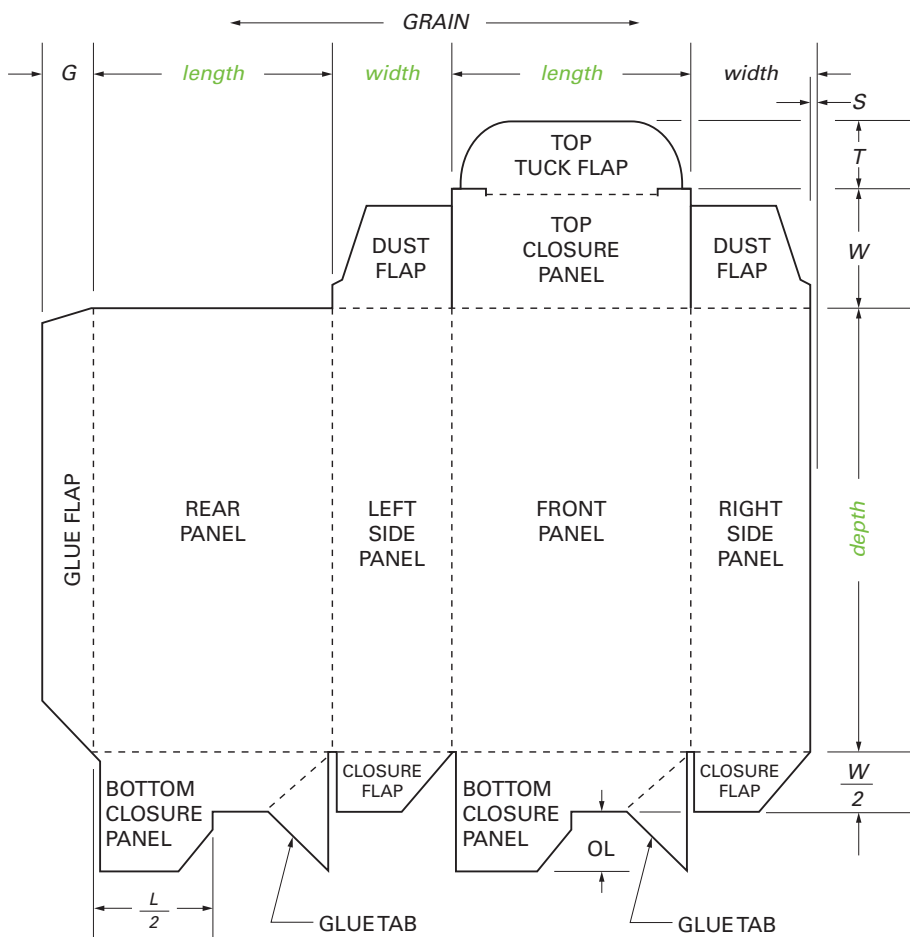 GRAIN
G
length
width
length
width
S
TOP
TUCK FLAP
T
DUST
FLAP
TOP
CLOSURE
PANEL
DUST
FLAP
W
GLUE FLAP
REAR
PANEL
LEFT
SIDE
PANEL
FRONT
PANEL
RIGHT
SIDE
PANEL
depth
BOTTOM
CLOSURE
PANEL
CLOSURE
FLAP
BOTTOM
CLOSURE
PANEL
CLOSURE
FLAP
W
2
OL
L
2
GLUE TAB
GLUE TAB